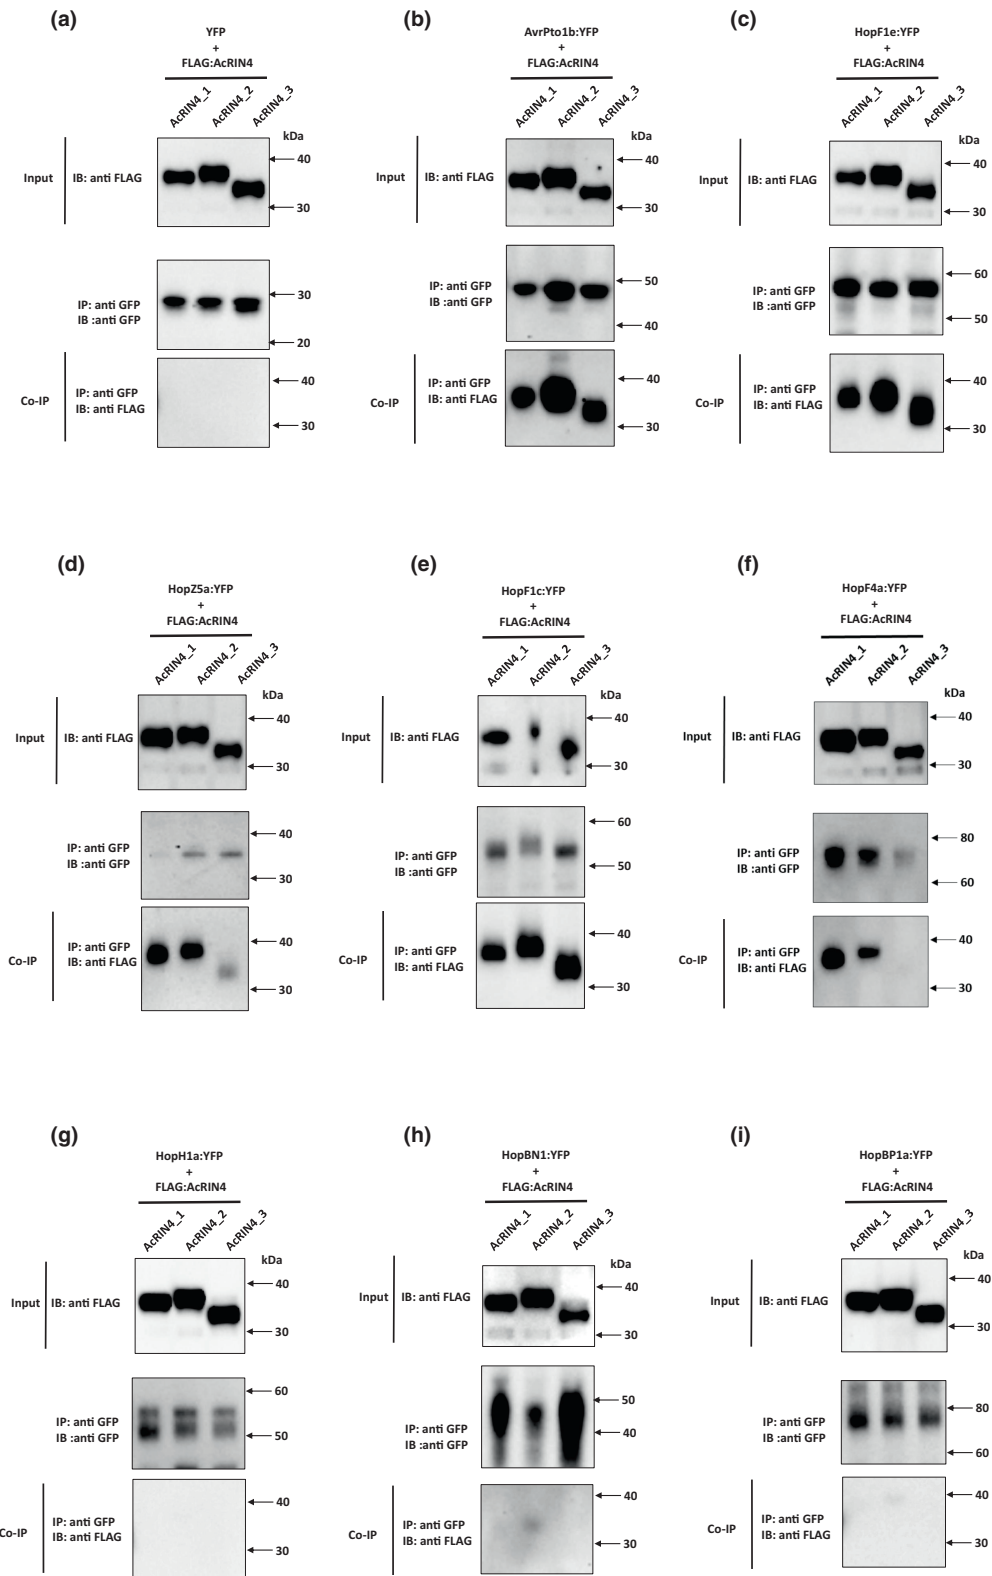 (a)
YFP
+
FLAG:AcRIN4
AcRIN4_1 AcRIN4_2 AcRIN4_3
kDa
Input IB: anti FLAG
40
30
IP: anti GFP
IB :anti GFP
30
20
Co-IP
IP: anti GFP
IB: anti FLAG
40
30
(b)
AvrPto1b:YFP
+
FLAG:AcRIN4
AcRIN4_1 AcRIN4_2 AcRIN4_3
kDa
Input IB: anti FLAG
40
30
IP: anti GFP
IB :anti GFP
50
40
Co-IP
IP: anti GFP
IB: anti FLAG
40
30
(c)
HopF1e:YFP
+
FLAG:AcRIN4
AcRIN4_1 AcRIN4_2 AcRIN4_3
kDa
Input IB: anti FLAG
40
30
IP: anti GFP
IB :anti GFP
60
50
Co-IP
IP: anti GFP
IB: anti FLAG
40
30
(d)
HopZ5a:YFP
+
FLAG:AcRIN4
AcRIN4_1 AcRIN4_2 AcRIN4_3
kDa
Input IB: anti FLAG
40
30
IP: anti GFP
IB :anti GFP
40
30
Co-IP
IP: anti GFP
IB: anti FLAG
40
30
(e)
HopF1c:YFP
+
FLAG:AcRIN4
AcRIN4_1 AcRIN4_2 AcRIN4_3
kDa
Input IB: anti FLAG
40
30
IP: anti GFP
IB :anti GFP
60
50
Co-IP
IP: anti GFP
IB: anti FLAG
40
30
(f)
HopF4a:YFP
+
FLAG:AcRIN4
AcRIN4_1 AcRIN4_2 AcRIN4_3
kDa
Input IB: anti FLAG
40
30
IP: anti GFP
IB :anti GFP
80
60
Co-IP
IP: anti GFP
IB: anti FLAG
40
30
(g)
HopH1a:YFP
+
FLAG:AcRIN4
AcRIN4_1 AcRIN4_2 AcRIN4_3
kDa
Input IB: anti FLAG
40
30
IP: anti GFP
IB :anti GFP
60
50
Co-IP
IP: anti GFP
IB: anti FLAG
40
30
(h)
HopBN1:YFP
+
FLAG:AcRIN4
AcRIN4_1 AcRIN4_2 AcRIN4_3
kDa
Input IB: anti FLAG
40
30
IP: anti GFP
IB: anti GFP
50
40
Co-IP
IP: anti GFP
IB: anti FLAG
40
30
(i)
HopBP1a:YFP
+
FLAG:AcRIN4
AcRIN4_1 AcRIN4_2 AcRIN4_3
kDa
Input IB: anti FLAG
40
30
IP: anti GFP
IB: anti GFP
80
60
Co-IP
IP: anti GFP
IB: anti FLAG
40
30